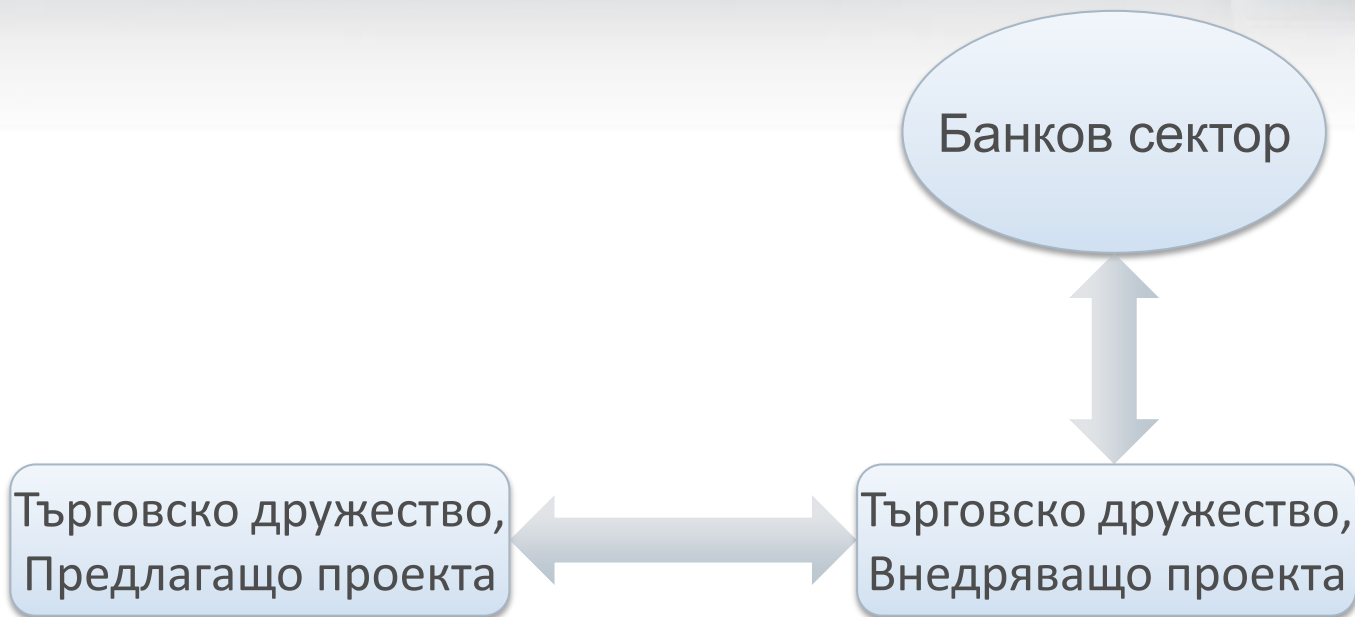 Банков сектор
Търговско дружество,
Предлагащо проекта
Търговско дружество,
Внедряващо проекта